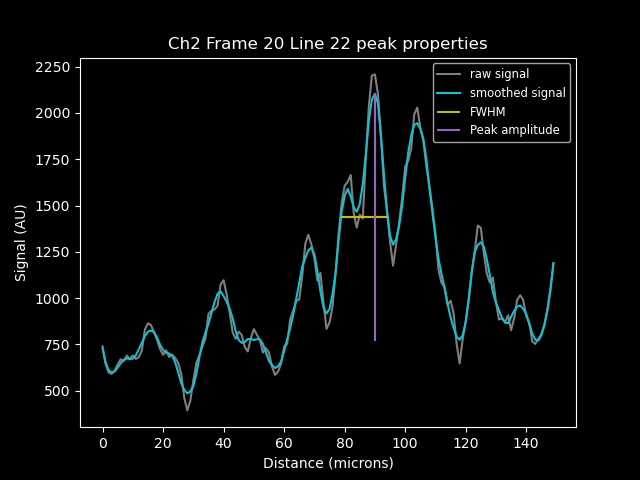 Ch2 Frame 20 Line 22 peak properties
raw signal
smoothed signal
FWHM
Peak amplitude
2250
2000
1750
1500
1250
1000
750
500
Signal (AU)
0 20 40 60 80 100 120 140
Distance (microns)